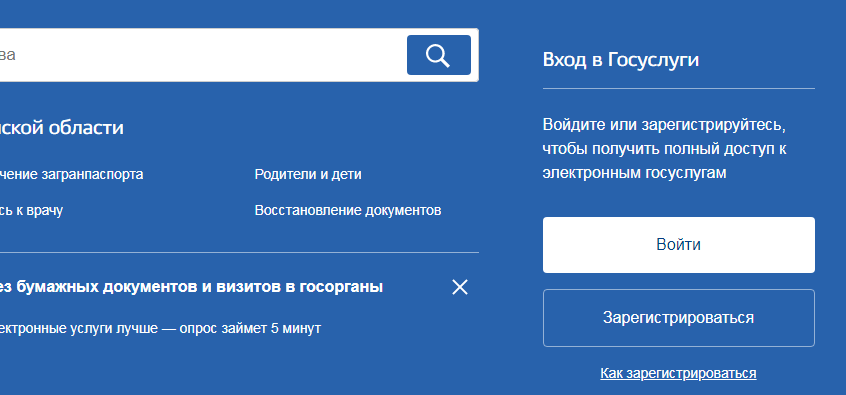 ва
ской области
чение загранпаспорта
Родители и дети
сь к врачу
Восстановление документов
ез бумажных документов и визитов в госорганы
ектронные услуги лучше — опрос займет 5 минут
Вход в Госуслуги
Войдите или зарегистрируйтесь,
чтобы получить полный доступ к
электронным госуслугам
Войти
Зарегистрироваться
Как зарегистрироваться